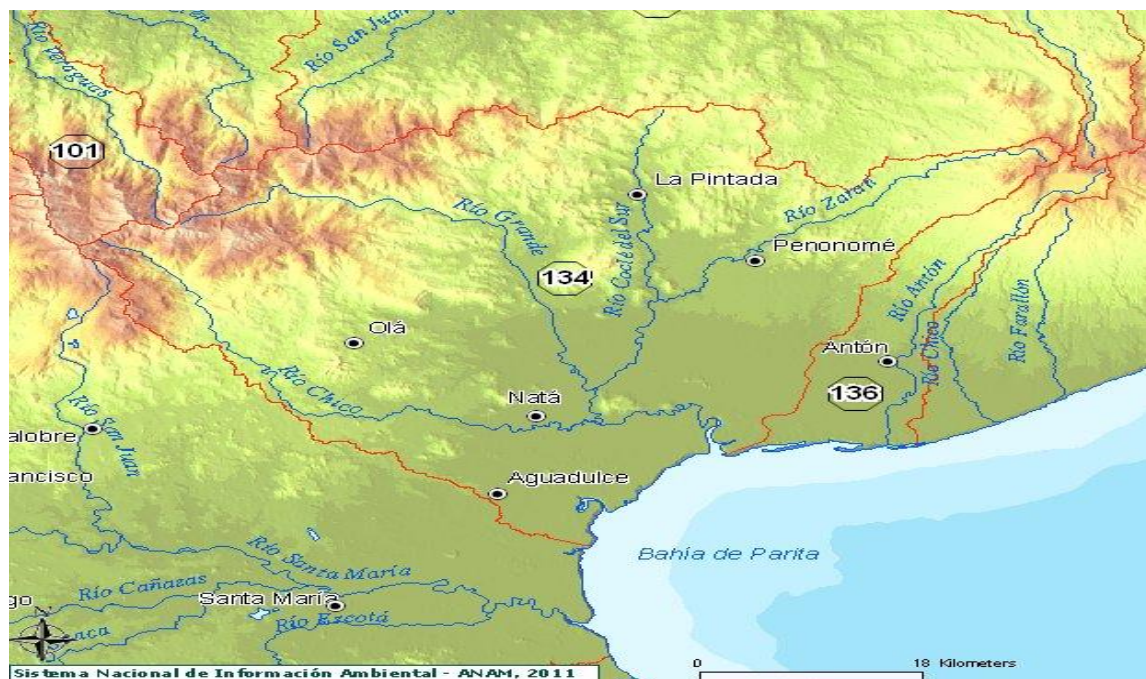 Río San Juan
Río Paraguas
101
La Pintada
Río Zaratí
Río Grande
Río Coclé del Sur
Penonomé
134
Río Antón
Río Chico
Río Farallón
Olá
Antón
136
Río Chico
Natá
alobre
Río San Juan
ancisco
Aguadulce
Bahía de Parita
Río Santa María
Río Cañazas
Santa María
Río Escotá
go
aca
N
0
18 Kilometers
Sistema Nacional de Información Ambiental - ANAM, 2011